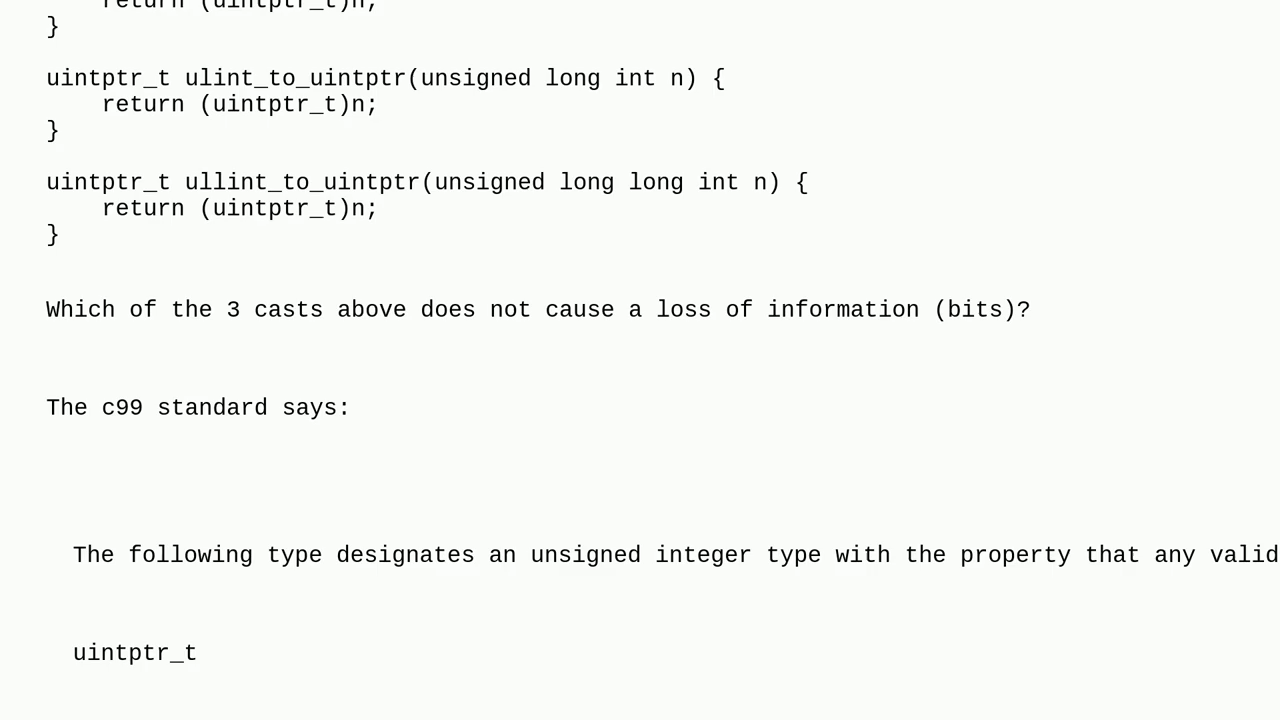 return (uintptr_t)n;
}
uintptr_t ulint_to_uintptr(unsigned long int n) {
    return (uintptr_t)n;
}
uintptr_t ullint_to_uintptr(unsigned long long int n) {
    return (uintptr_t)n;
}
Which of the 3 casts above does not cause a loss of information (bits)?
The c99 standard says:
The following type designates an unsigned integer type with the property that any valid
uintptr_t